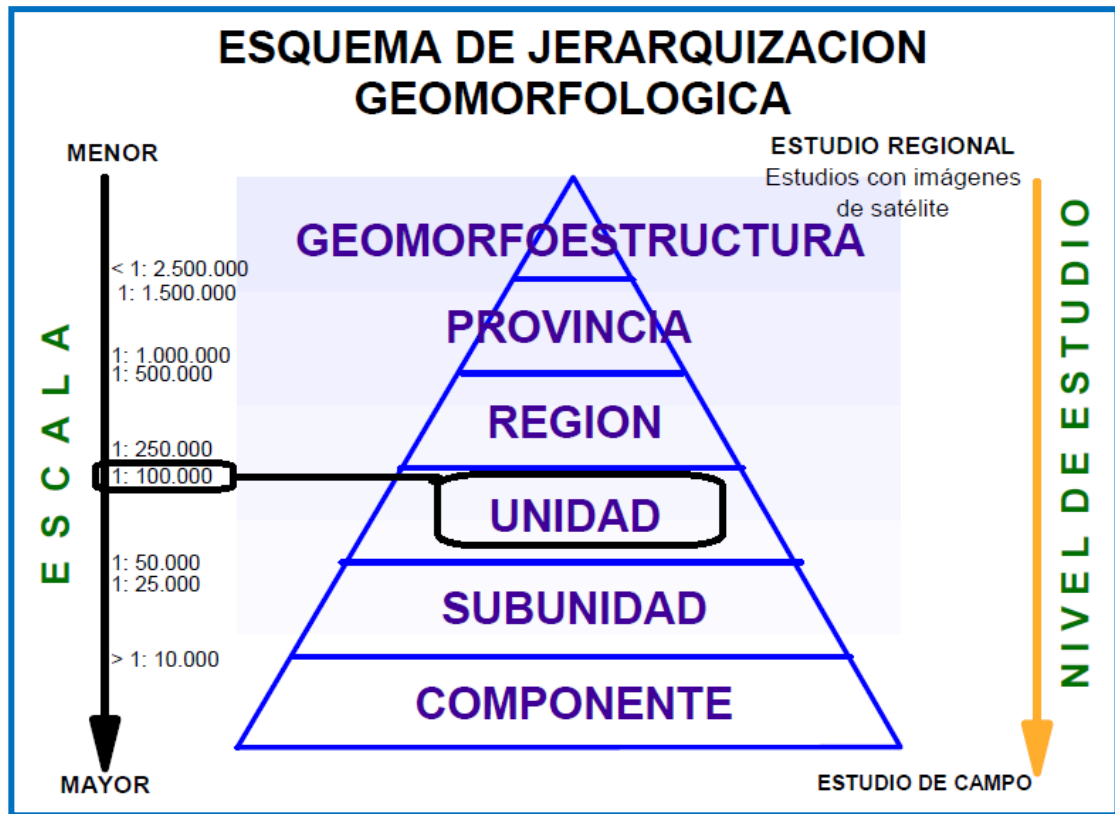 ESQUEMA DE JERARQUIZACION
GEOMORFOLOGICA
MENOR
ESTUDIO REGIONAL
Estudios con imágenes
de satélite
GEOMORFOESTRUCTURA
< 1: 2.500.000
1: 1.500.000
PROVINCIA
1: 1.000.000
1: 500.000
REGION
1: 250.000
1: 100.000
UNIDAD
1: 50.000
1: 25.000
SUBUNIDAD
> 1: 10.000
COMPONENTE
MAYOR
ESTUDIO DE CAMPO
ESCALA
NIVEL DE ESTUDIO